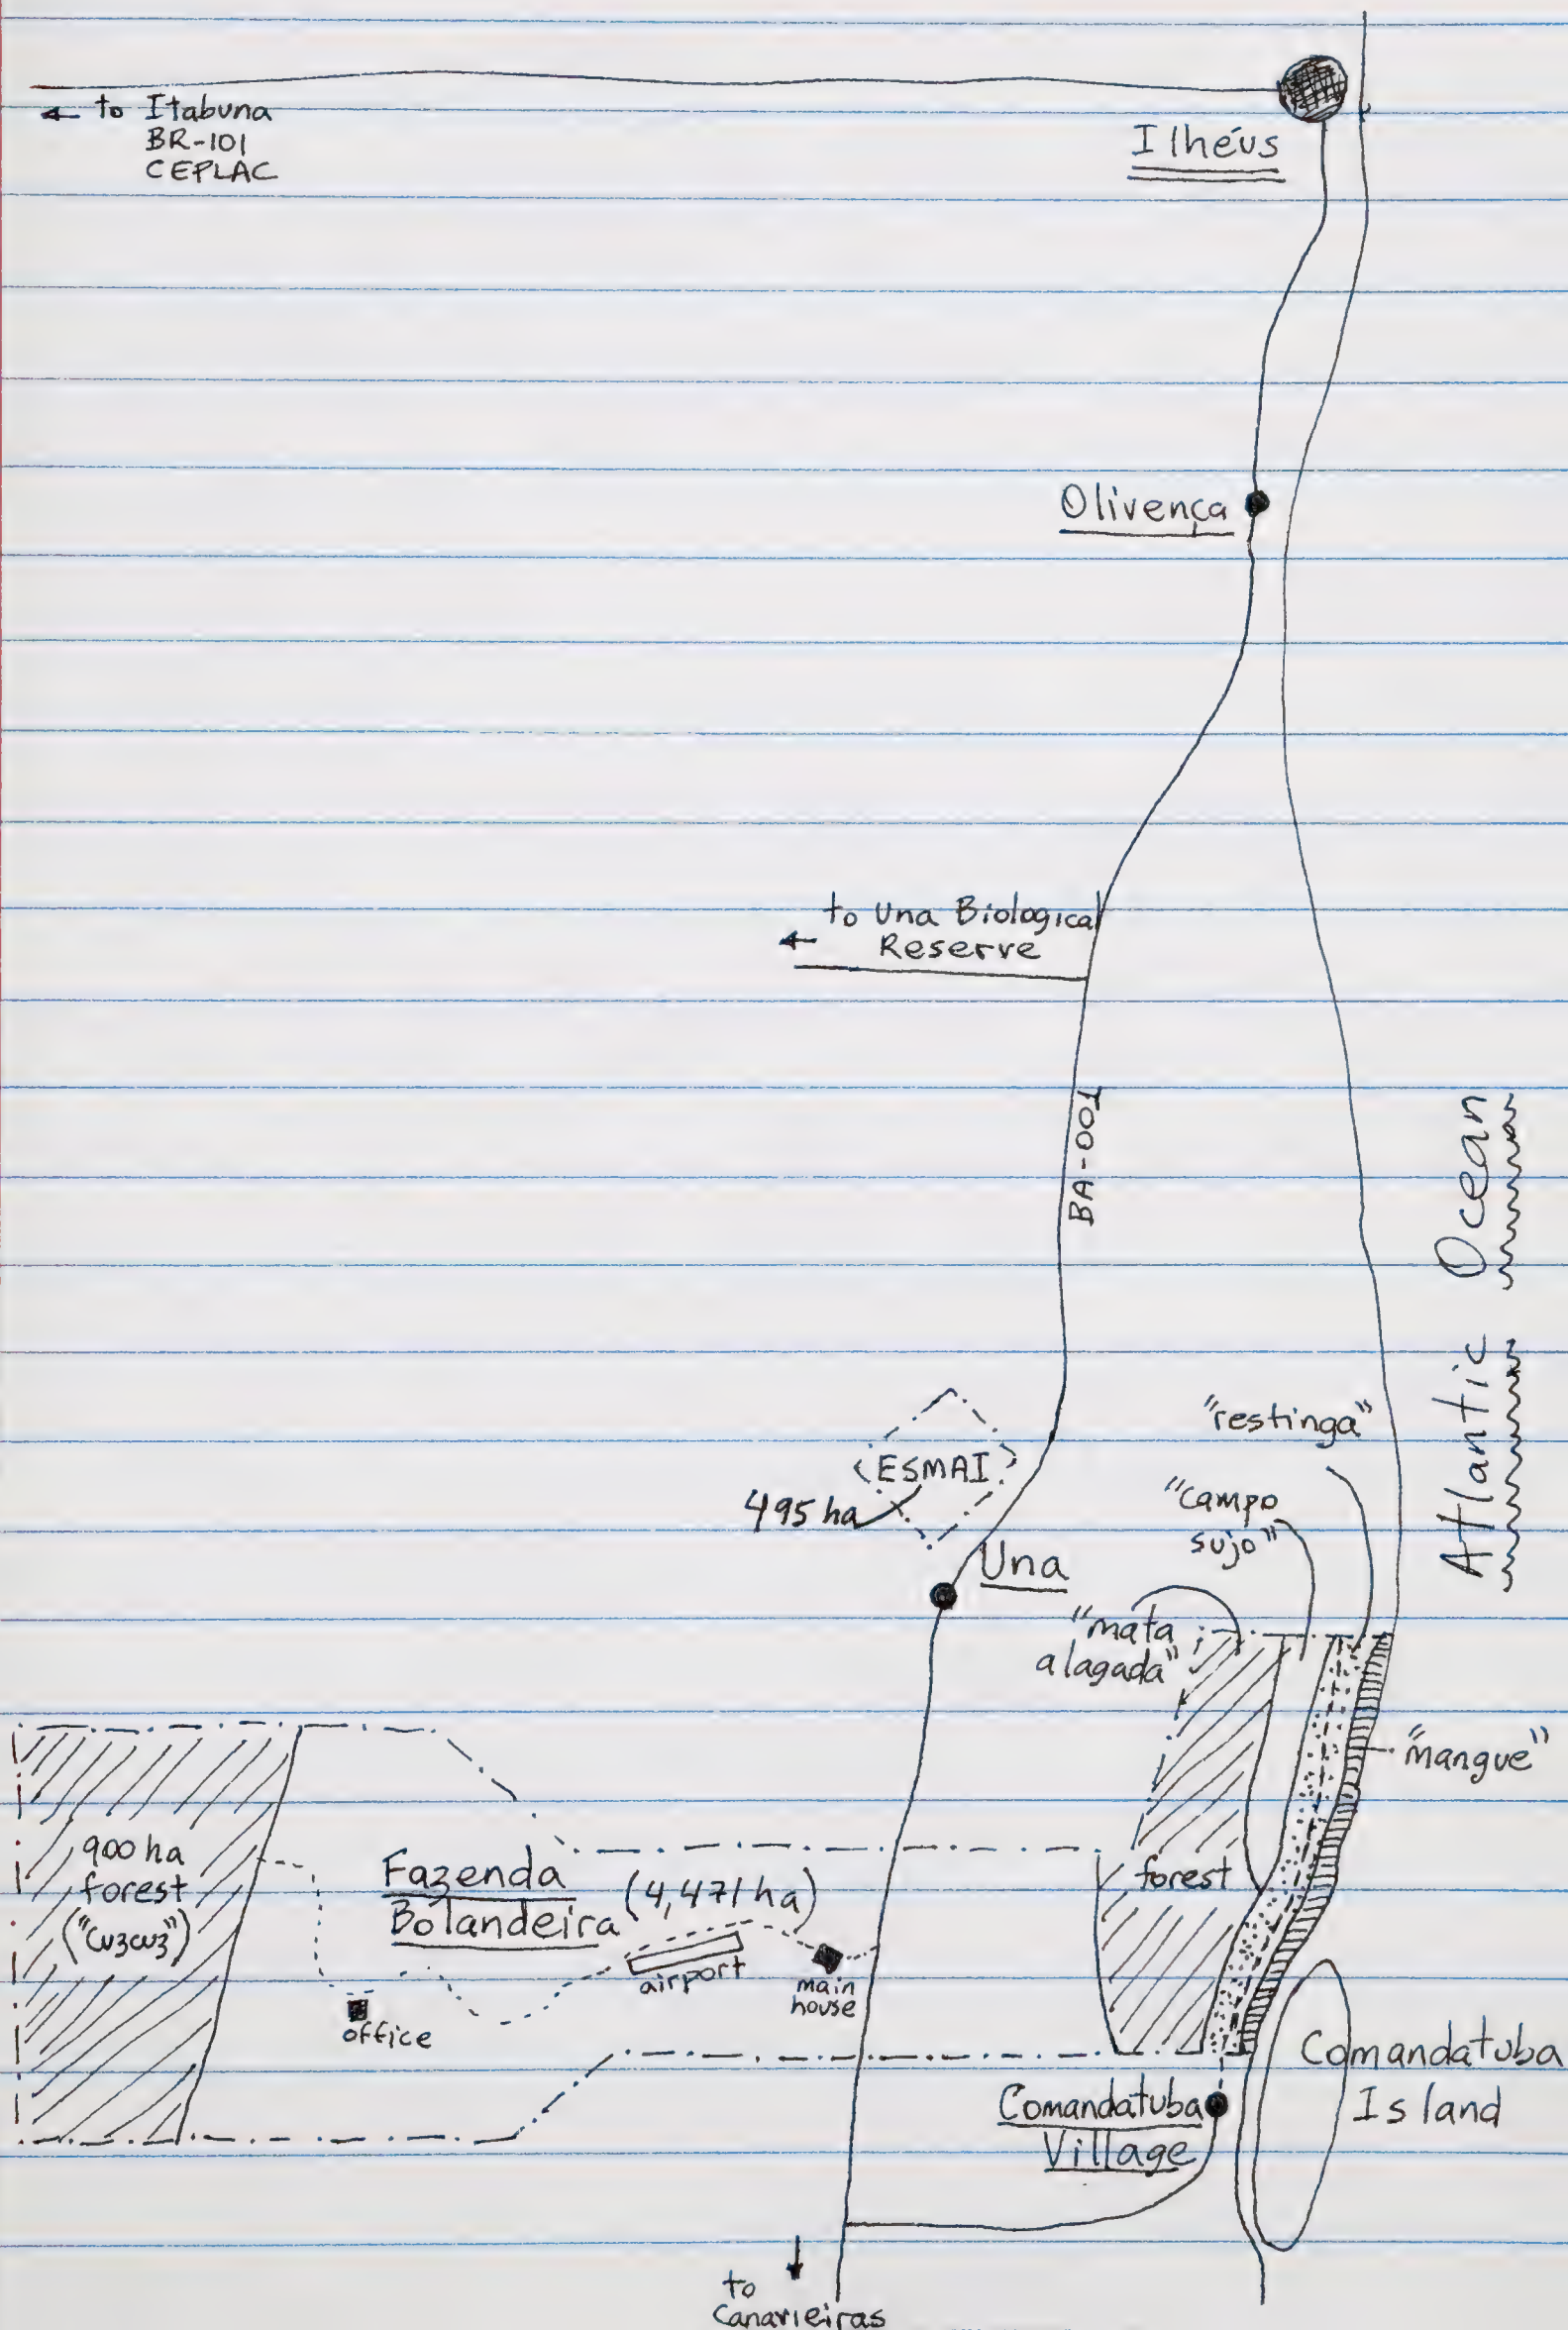 ← to Itabuna
BR-101
CEPLAC
Ilhéus
Olivença
to Una Biological
← Reserve
BA-001
Atlantic Ocean
"restinga"
(ESMAI)
495 ha
"campo
sujo"
Una
"mata
alagada"
"mangue"
900 ha
forest
("cuzcuz")
Fazenda
Bolandeira (4,471 ha)
forest
airport
main
house
office
Comandatuba
Island
Comandatuba
Village
to
Canavieiras